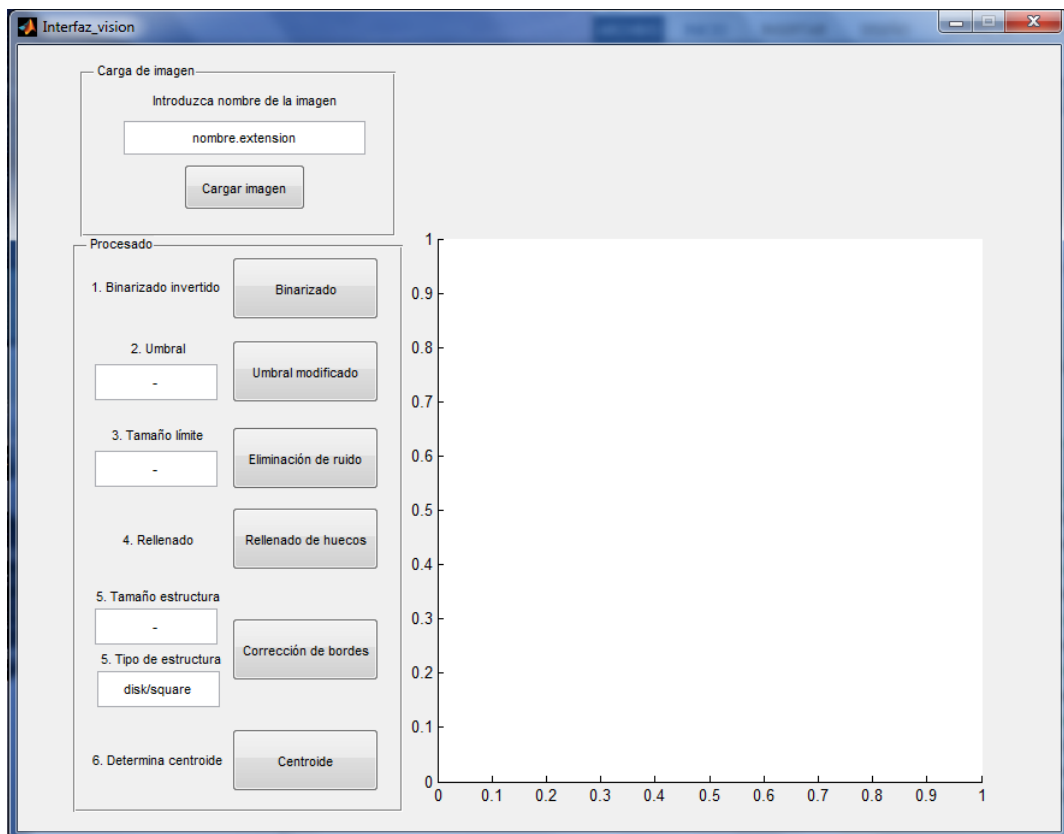 Interfaz_vision
Carga de imagen
Introduzca nombre de la imagen
nombre.extension
Cargar imagen
Procesado
1. Binarizado invertido
Binarizado
2. Umbral
-
Umbral modificado
3. Tamaño límite
-
Eliminación de ruido
4. Rellenado
Rellenado de huecos
5. Tamaño estructura
-
5. Tipo de estructura
disk/square
Corrección de bordes
6. Determina centroide
Centroide
1
0.9
0.8
0.7
0.6
0.5
0.4
0.3
0.2
0.1
0
0 0.1 0.2 0.3 0.4 0.5 0.6 0.7 0.8 0.9 1